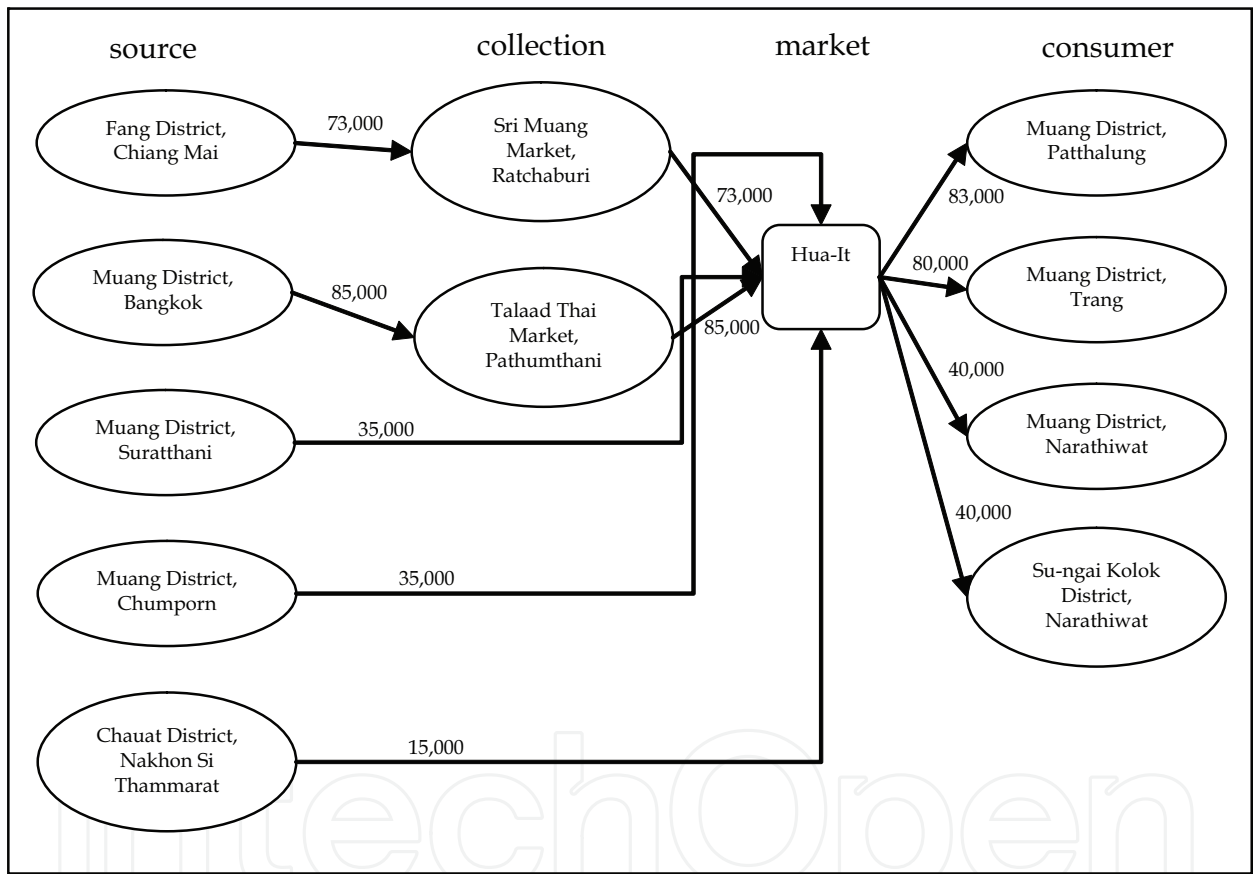 source
collection
market
consumer
Fang District,
Chiang Mai
73,000
Sri Muang
Market,
Ratchaburi
73,000
Muang District,
Bangkok
85,000
Talaad Thai
Market,
Pathumthani
85,000
Muang District,
Suratthani
35,000
Muang District,
Chumporn
35,000
Chauat District,
Nakhon Si
Thammarat
15,000
Hua-It
83,000
Muang District,
Patthalung
80,000
Muang District,
Trang
40,000
Muang District,
Narathiwat
40,000
Su-ngai Kolok
District,
Narathiwat
IntechOpen